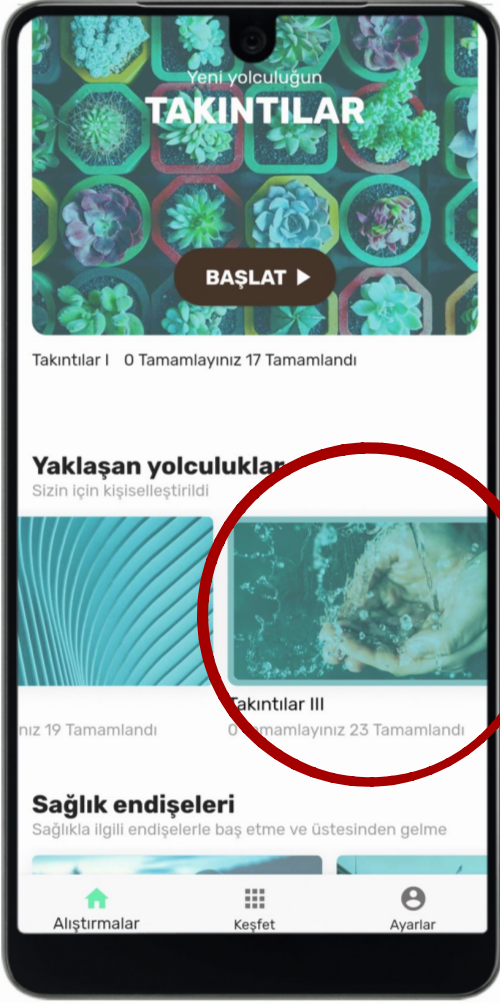 Yeni yolculuğun
TAKINTILAR
BAŞLAT
Takıntılar I 0 Tamamlayınız 17 Tamamlandı
Yaklaşan yolculuklar
Sizin için kişiselleştirildi
Takıntılar III
nız 19 Tamamlandı
0 Tamamlayınız 23 Tamamlandı
Sağlık endişeleri
Sağlıkla ilgili endişelerle baş etme ve üstesinden gelme
Alıştırmalar
Keşfet
Ayarlar